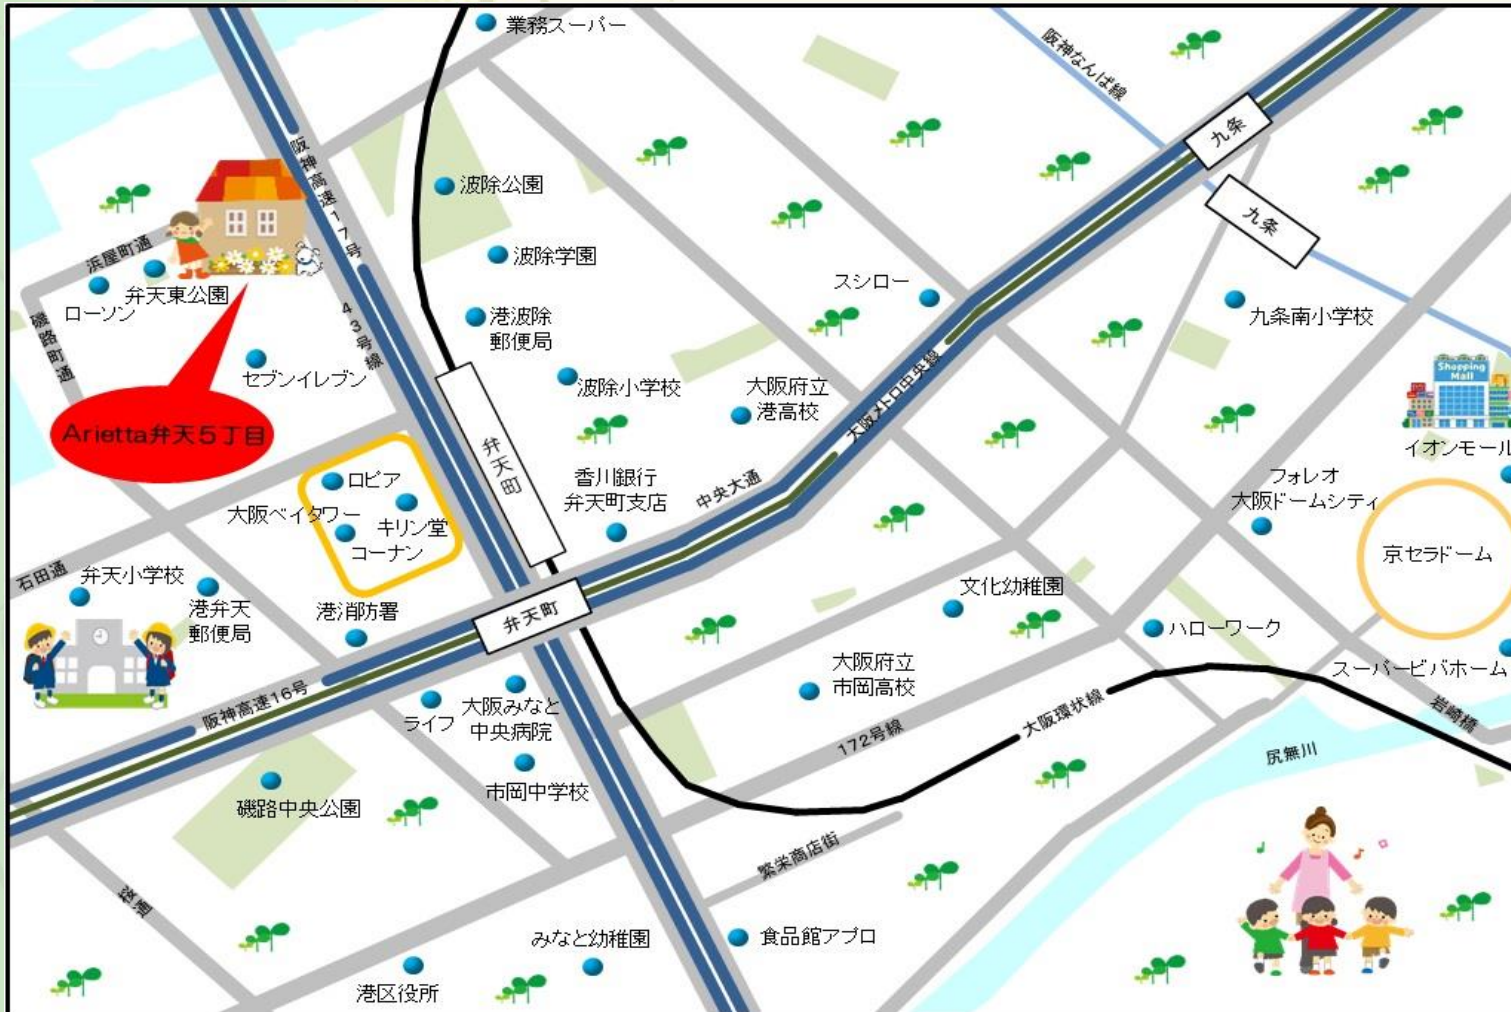 業務スーパー
阪神なんば線
阪神高速17号
九条
波除公園
九条
浜屋町通
波除学園
スシロー
弁天東公園
ローソン
43号線
港波除
郵便局
九条南小学校
磯路町通
セブンイレブン
Shopping
Mall
波除小学校
大阪府立
港高校
大阪メトロ中央線
Arietta弁天5丁目
イオンモール
弁天町
ロピア
香川銀行
弁天町支店
中央大通
フォレオ
大阪ドームシティ
大阪ベイタワー
キリン堂
コーナン
京セラドーム
石田通
弁天小学校
港弁天
郵便局
港消防署
弁天町
文化幼稚園
ハローワーク
大阪府立
市岡高校
スーパービバホーム
阪神高速16号
ライフ
大阪みなと
中央病院
172号線
大阪環状線
岩崎橋
尻無川
市岡中学校
磯路中央公園
繁栄商店街
桜通
みなと幼稚園
食品館アプロ
港区役所